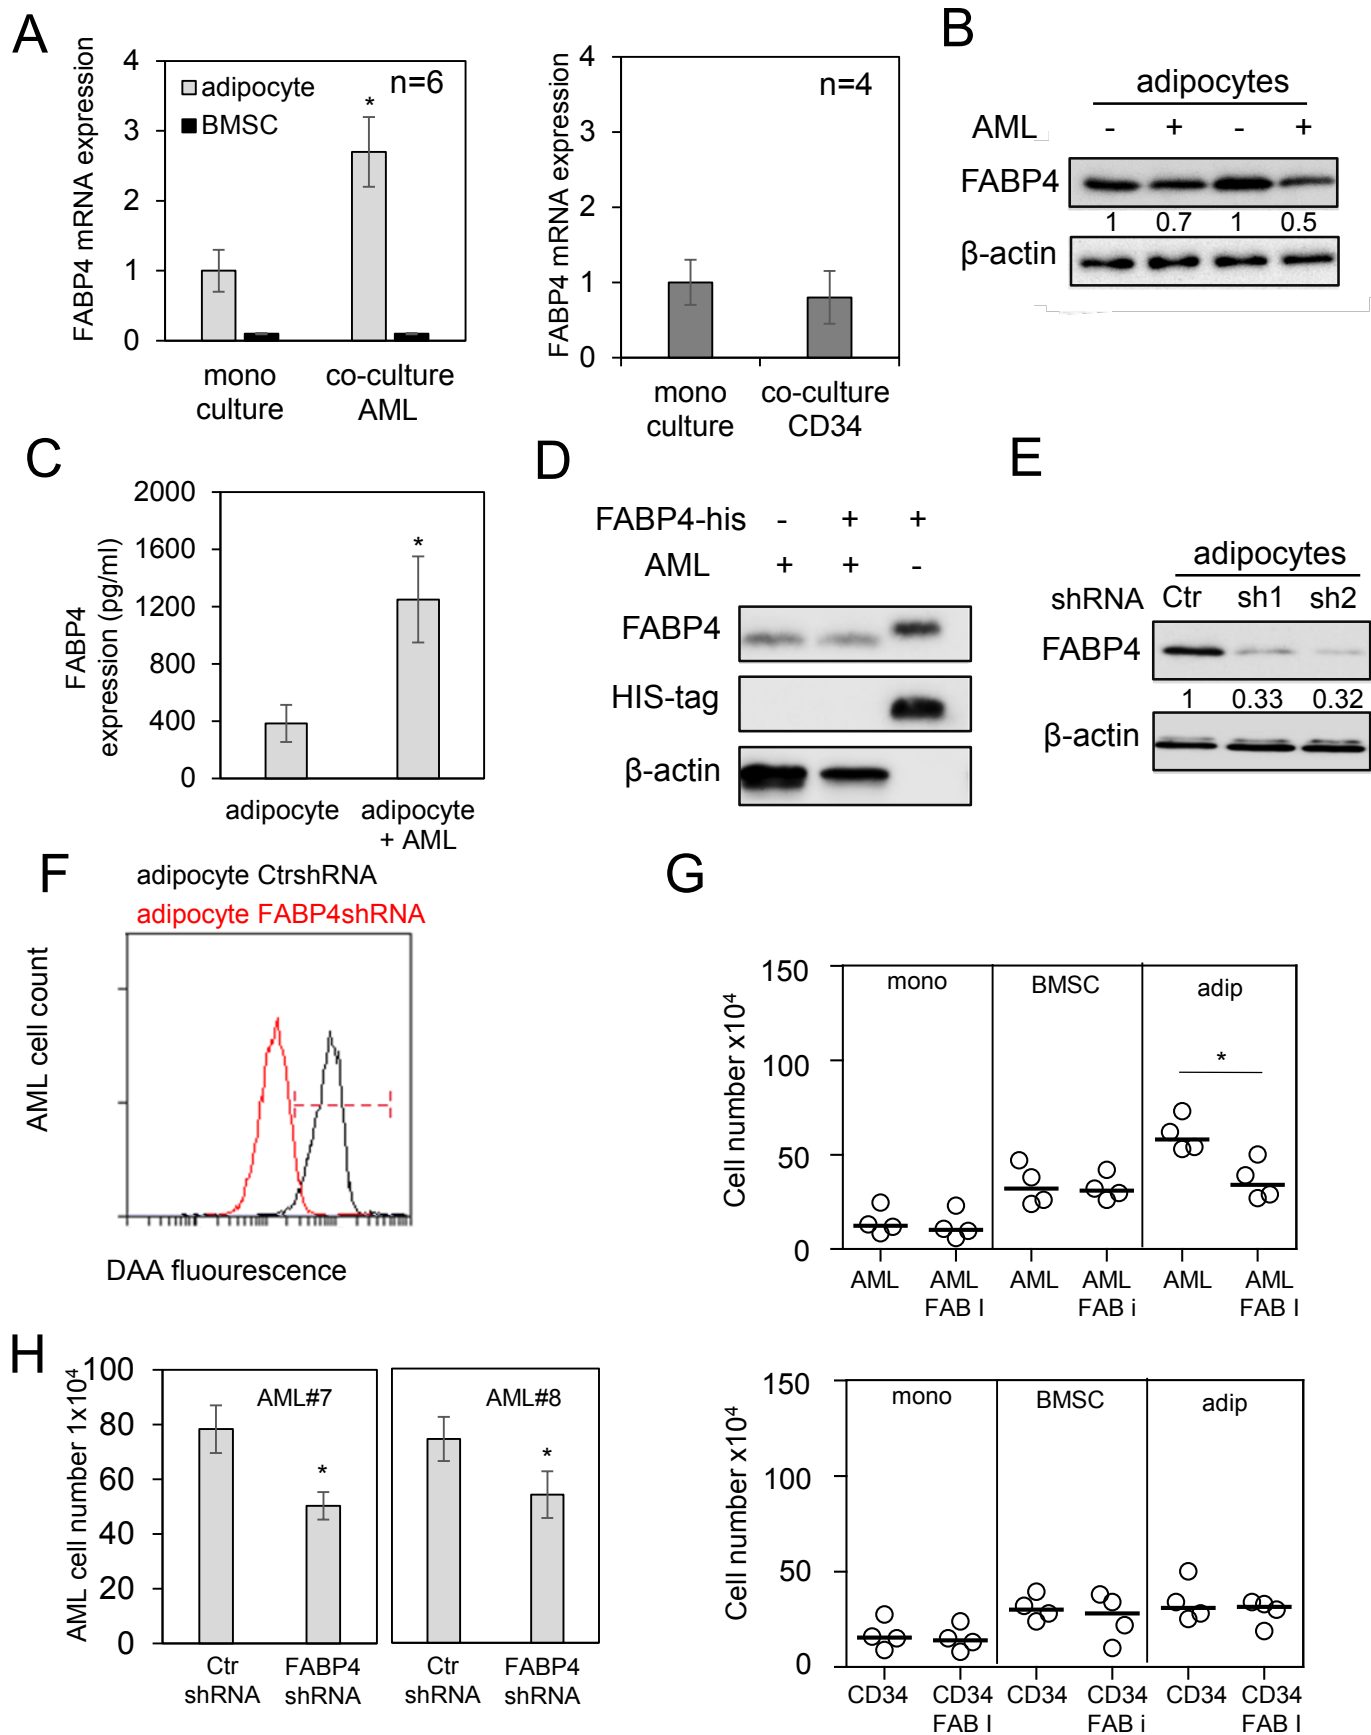 A
FABP4 mRNA expression
4
3
2
1
0
adipocyte
BMSC
n=6
*
mono
culture
co-culture
AML
FABP4 mRNA expression
4
3
2
1
0
n=4
mono
culture
co-culture
CD34
B
adipocytes
AML - + - +
FABP4
1 0.7 1 0.5
β-actin
C
FABP4
expression (pg/ml)
2000
1600
1200
800
400
0
*
adipocyte
adipocyte
+ AML
D
FABP4-his - + +
AML + + -
FABP4
HIS-tag
β-actin
E
adipocytes
shRNA Ctr sh1 sh2
FABP4
1 0.33 0.32
β-actin
F
adipocyte CtrshRNA
adipocyte FABP4shRNA
AML cell count
DAA fluourescence
G
Cell number x10⁴
150
100
50
0
mono
BMSC
adip
*
AML
AML
FAB I
AML
AML
FAB i
AML
AML
FAB I
Cell number x10⁴
150
100
50
0
mono
BMSC
adip
CD34
CD34
FAB I
CD34
CD34
FAB i
CD34
CD34
FAB I
H
AML cell number 1x10⁴
100
80
60
40
20
0
AML#7
*
Ctr
shRNA
FABP4
shRNA
AML#8
*
Ctr
shRNA
FABP4
shRNA